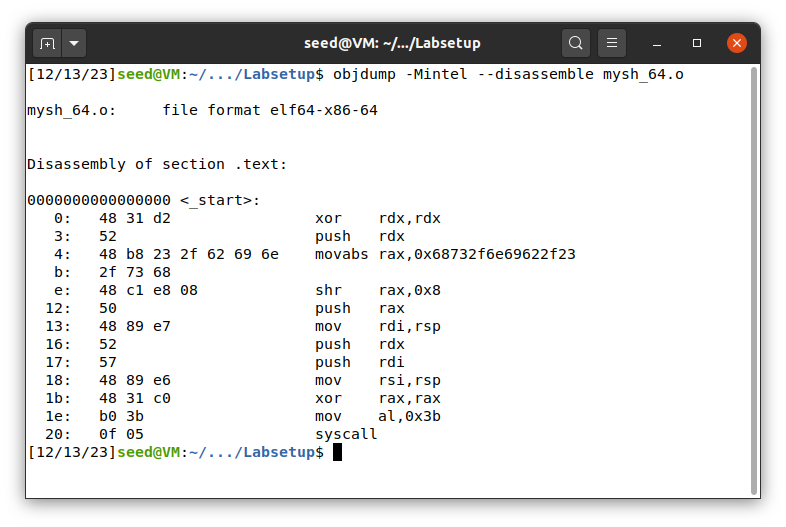 seed@VM: ~/.../Labsetup
[12/13/23]seed@VM:~/.../Labsetup$ objdump -Mintel --disassemble mysh_64.o
mysh_64.o:     file format elf64-x86-64
Disassembly of section .text:
0000000000000000 <_start>:
   0:   48 31 d2                xor    rdx,rdx
   3:   52                      push   rdx
   4:   48 b8 23 2f 62 69 6e    movabs rax,0x68732f6e69622f23
   b:   2f 73 68
   e:   48 c1 e8 08             shr    rax,0x8
  12:   50                      push   rax
  13:   48 89 e7                mov    rdi,rsp
  16:   52                      push   rdx
  17:   57                      push   rdi
  18:   48 89 e6                mov    rsi,rsp
  1b:   48 31 c0                xor    rax,rax
  1e:   b0 3b                   mov    al,0x3b
  20:   0f 05                   syscall
[12/13/23]seed@VM:~/.../Labsetup$